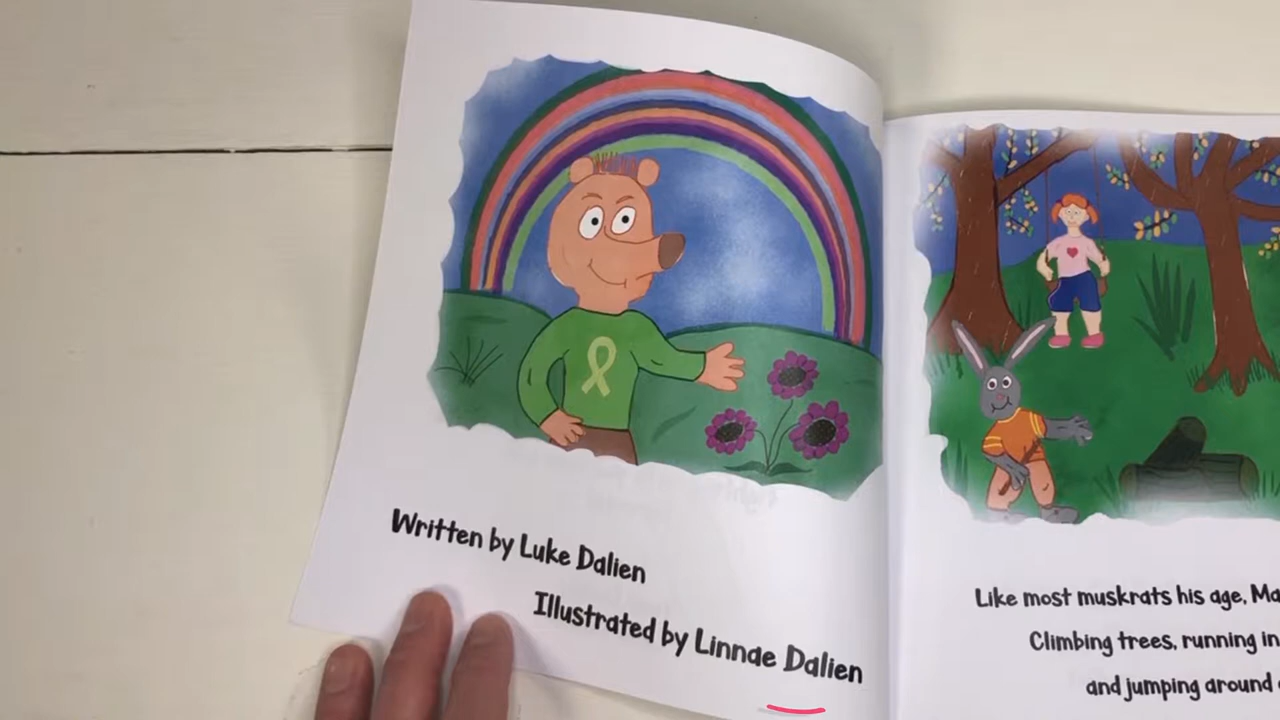 Written by Luke Dalien
Illustrated by Linnae Dalien
Like most muskrats his age,
Climbing trees, running in
and jumping around